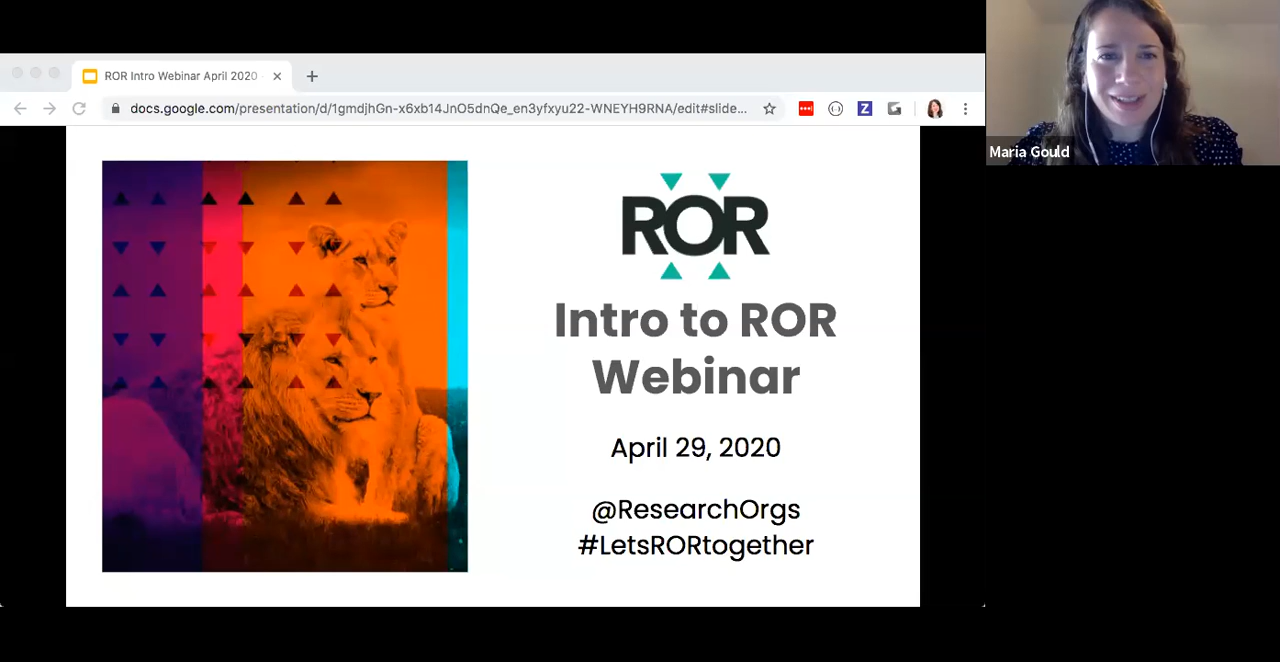 ROR Intro Webinar April 2020
docs.google.com/presentation/d/1gmdjhGn-x6xb14JnO5dnQe_en3yfxyu22-WNEYH9RNA/edit#slide...
Maria Gould
ROR
Intro to ROR
Webinar
April 29, 2020
@ResearchOrgs
#LetsRORtogether